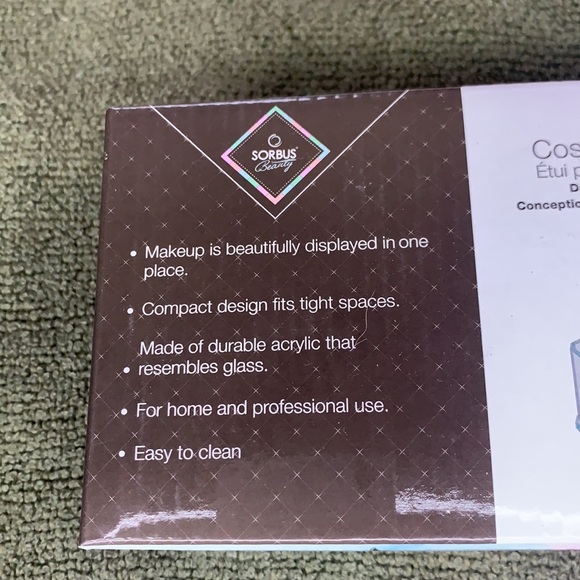 SORBUS®
Beauty
• Makeup is beautifully displayed in one
place.
• Compact design fits tight spaces.
Made of durable acrylic that
• resembles glass.
• For home and professional use.
• Easy to clean
Cos
Étui p
D
Conceptio